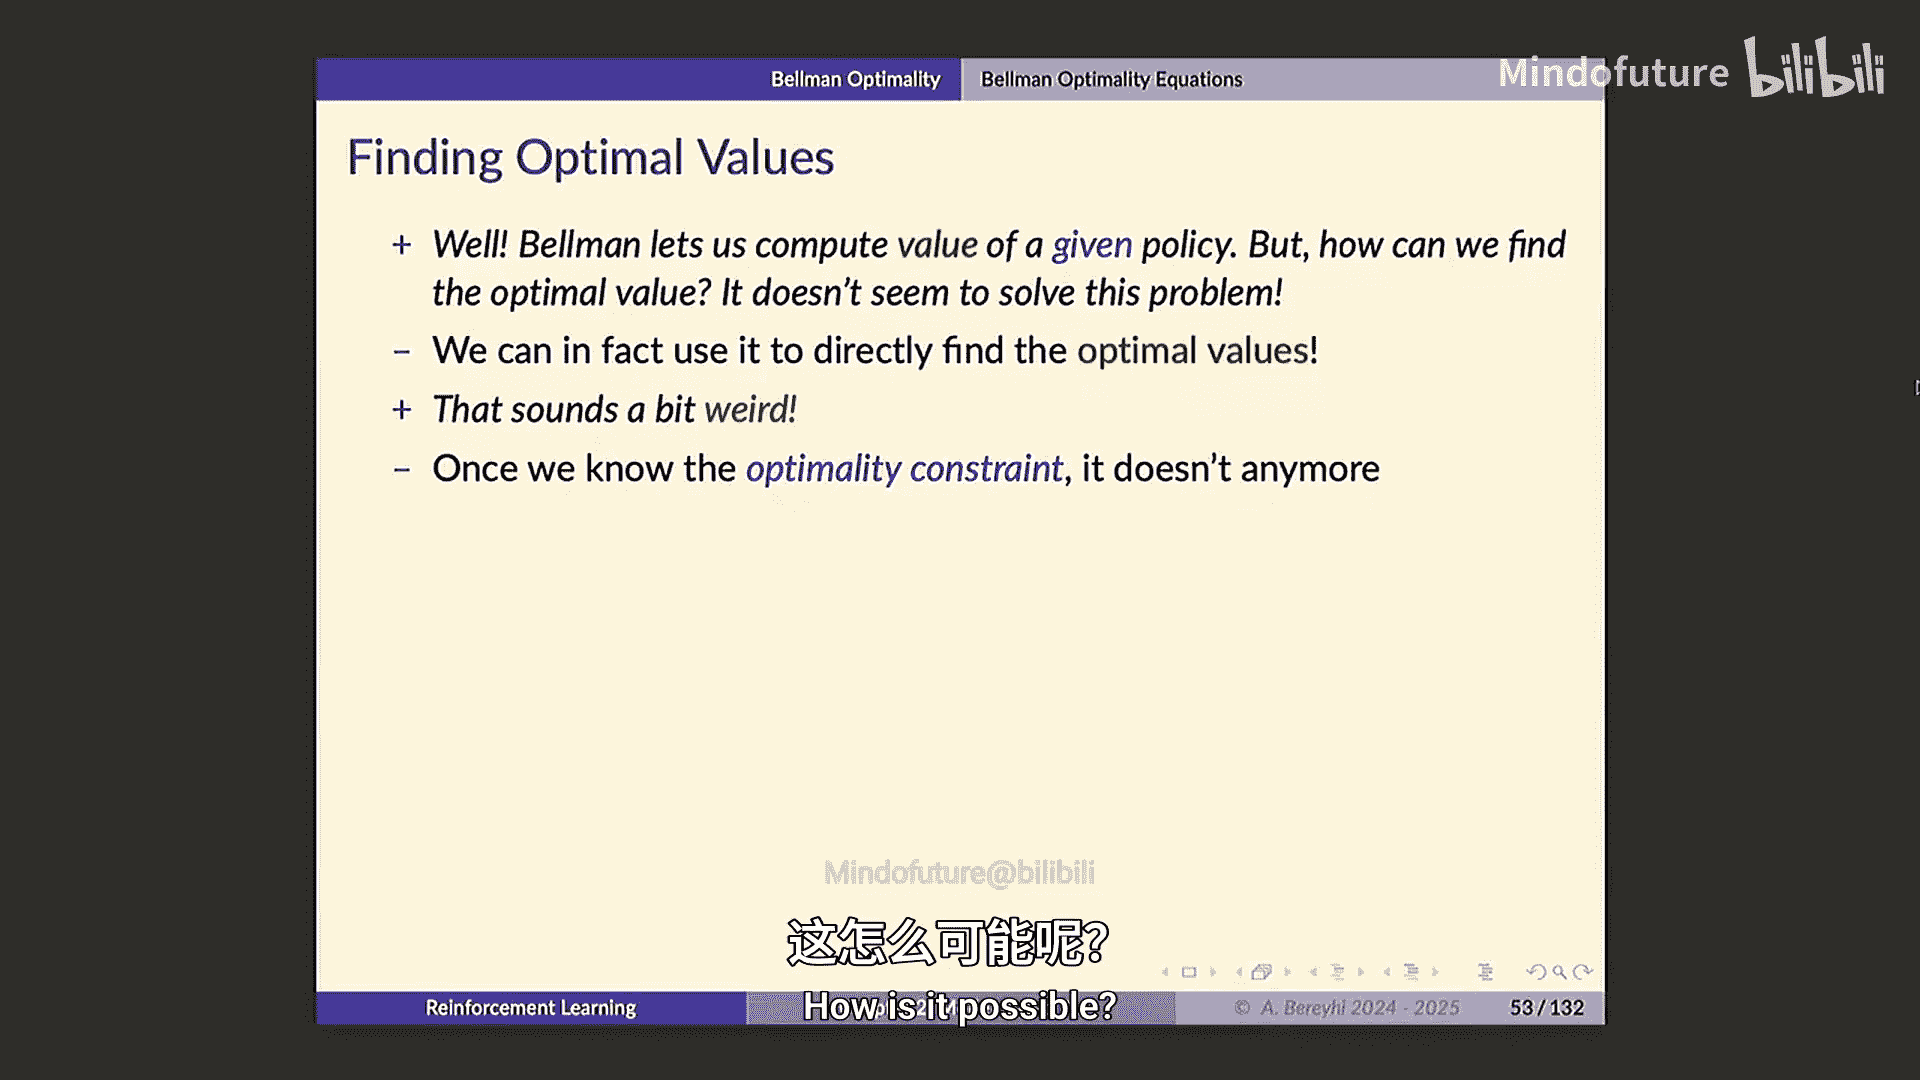 Mindofuture bilibili
Bellman Optimality
Bellman Optimality Equations
Finding Optimal Values
+ Well! Bellman lets us compute value of a given policy. But, how can we find
the optimal value? It doesn't seem to solve this problem!
– We can in fact use it to directly find the optimal values!
+ That sounds a bit weird!
– Once we know the optimality constraint, it doesn't anymore
Mindofuture@bilibili
这怎么可能呢?
How is it possible?
Reinforcement Learning
© A. Bereyhi 2024 - 2025
53 / 132